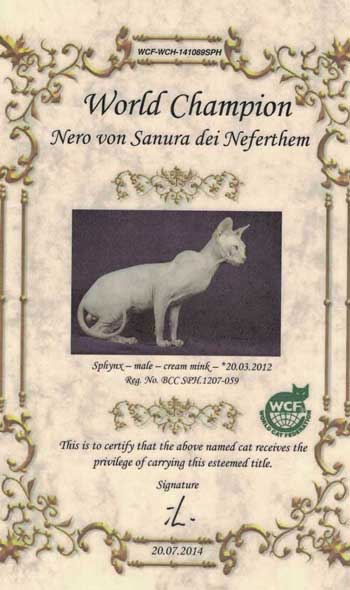 WCF-WCH-141089SPH
World Champion
Nero von Sanura dei Neferthem
Sphynx – male – cream mink – *20.03.2012
Reg. No. BCC SPH.1207-059
WCF
WORLD CAT FEDERATION
This is to certify that the above named cat receives the
privilege of carrying this esteemed title.
Signature
20.07.2014